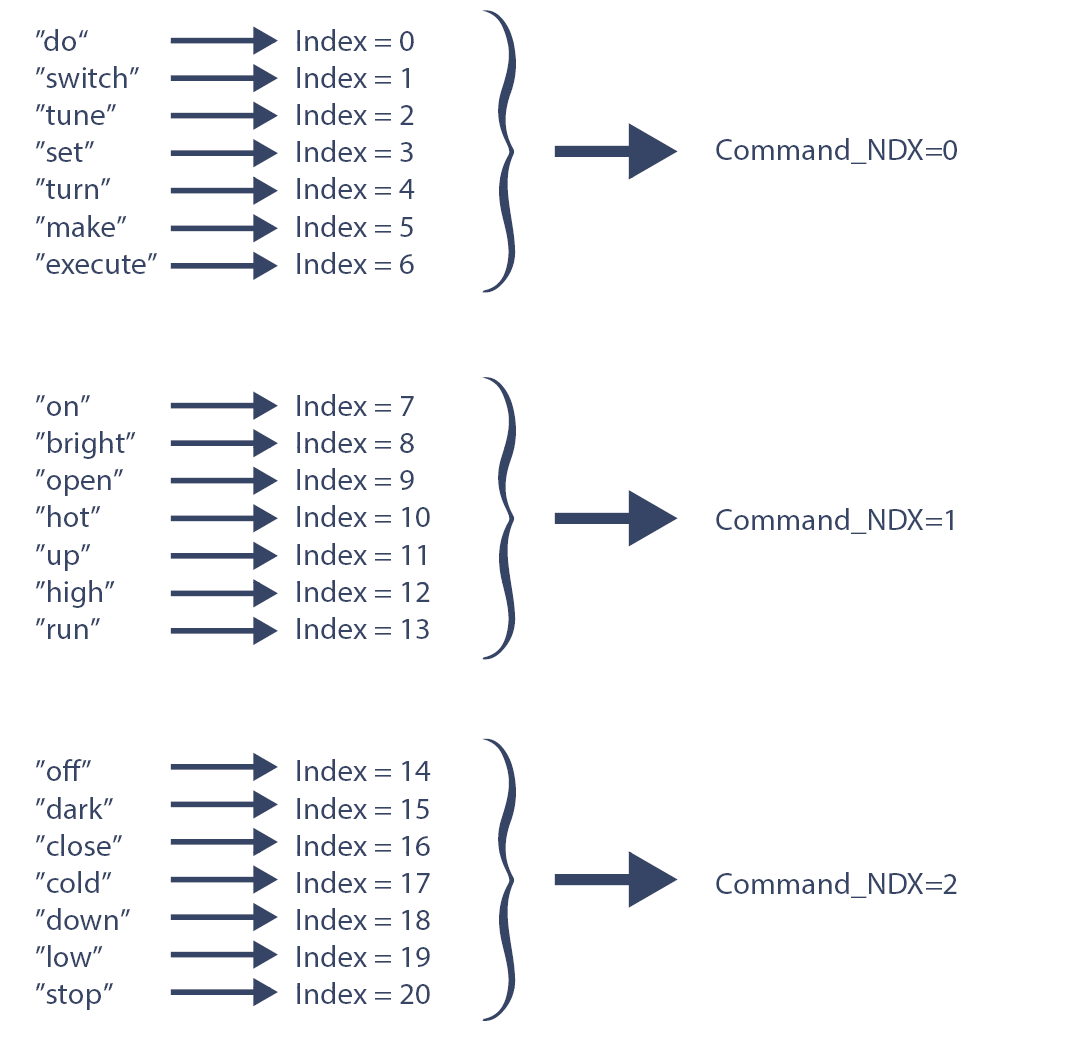 ”do“ Index = 0
”switch” Index = 1
”tune” Index = 2
”set” Index = 3 Command_NDX=0
”turn” Index = 4
”make” Index = 5
”execute” Index = 6
”on” Index = 7
”bright” Index = 8
”open” Index = 9
”hot” Index = 10 Command_NDX=1
”up” Index = 11
”high” Index = 12
”run” Index = 13
”off” Index = 14
”dark” Index = 15
”close” Index = 16
”cold” Index = 17 Command_NDX=2
”down” Index = 18
”low” Index = 19
”stop” Index = 20